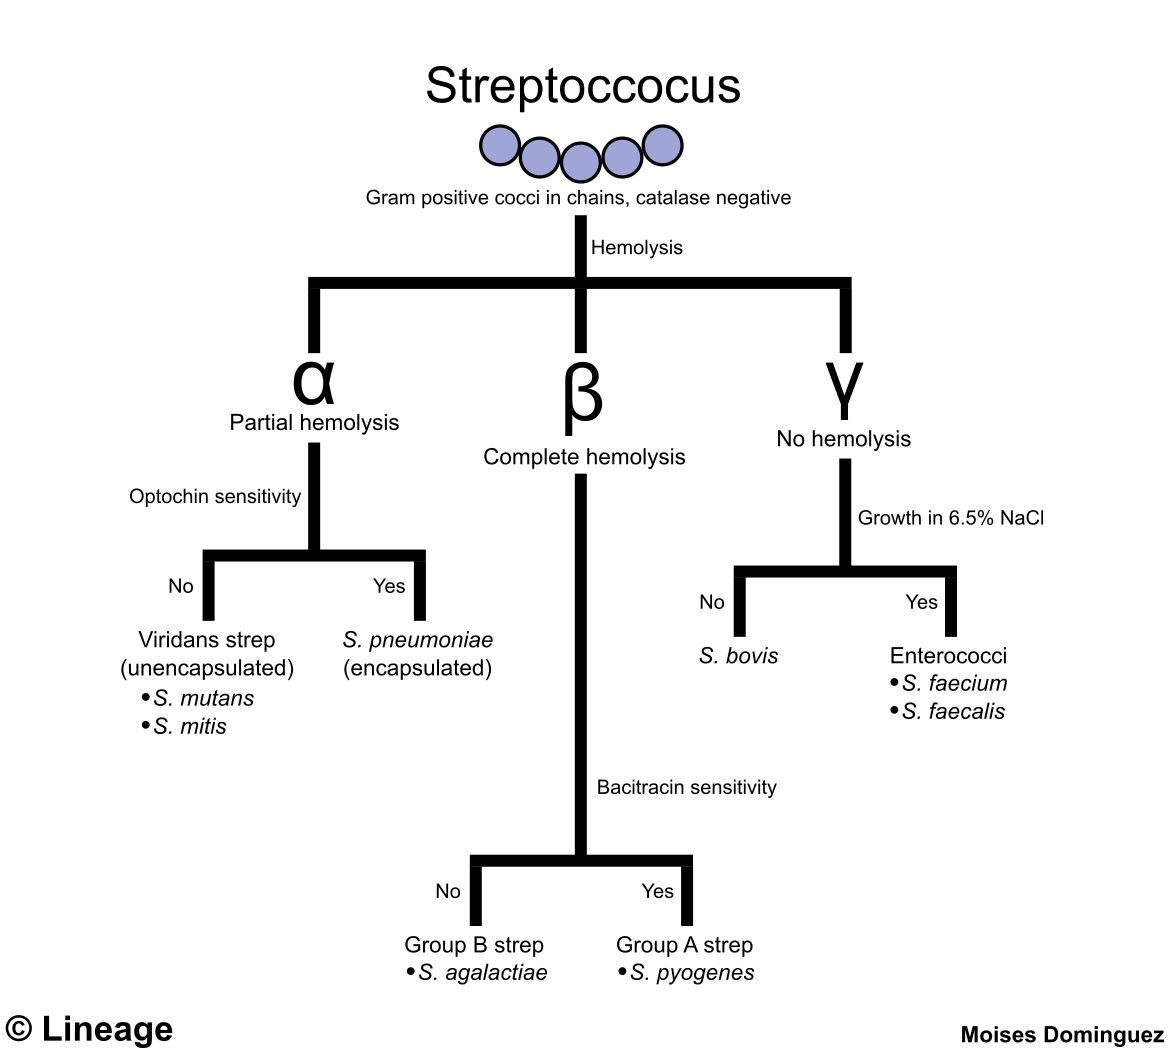 Streptoccocus
Gram positive cocci in chains, catalase negative
Hemolysis
α
Partial hemolysis
Optochin sensitivity
No
Yes
Viridans strep
(unencapsulated)
•S. mutans
•S. mitis
S. pneumoniae
(encapsulated)
β
Complete hemolysis
Bacitracin sensitivity
No
Yes
Group B strep
•S. agalactiae
Group A strep
•S. pyogenes
γ
No hemolysis
Growth in 6.5% NaCl
No
Yes
S. bovis
Enterococci
•S. faecium
•S. faecalis
© Lineage
Moises Dominguez